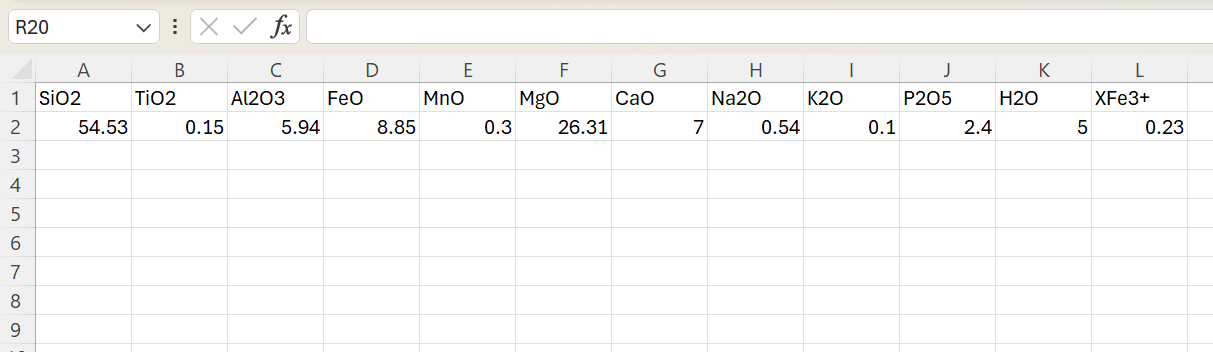 R20 fx
A B C D E F G H I J K L
1 SiO2 TiO2 Al2O3 FeO MnO MgO CaO Na2O K2O P2O5 H2O XFe3+
2 54.53 0.15 5.94 8.85 0.3 26.31 7 0.54 0.1 2.4 5 0.23
3
4
5
6
7
8
9